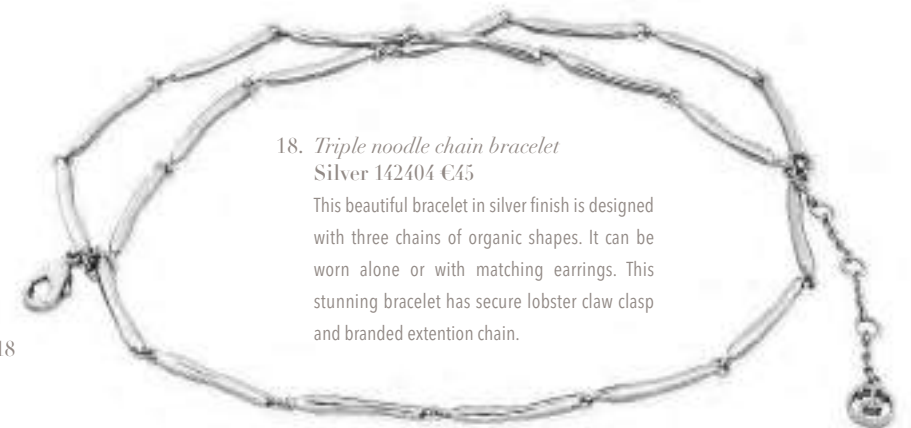 18. Triple noodle chain bracelet
Silver 142404 €45
This beautiful bracelet in silver finish is designed
with three chains of organic shapes. It can be
worn alone or with matching earrings. This
stunning bracelet has secure lobster claw clasp
and branded extention chain.
18